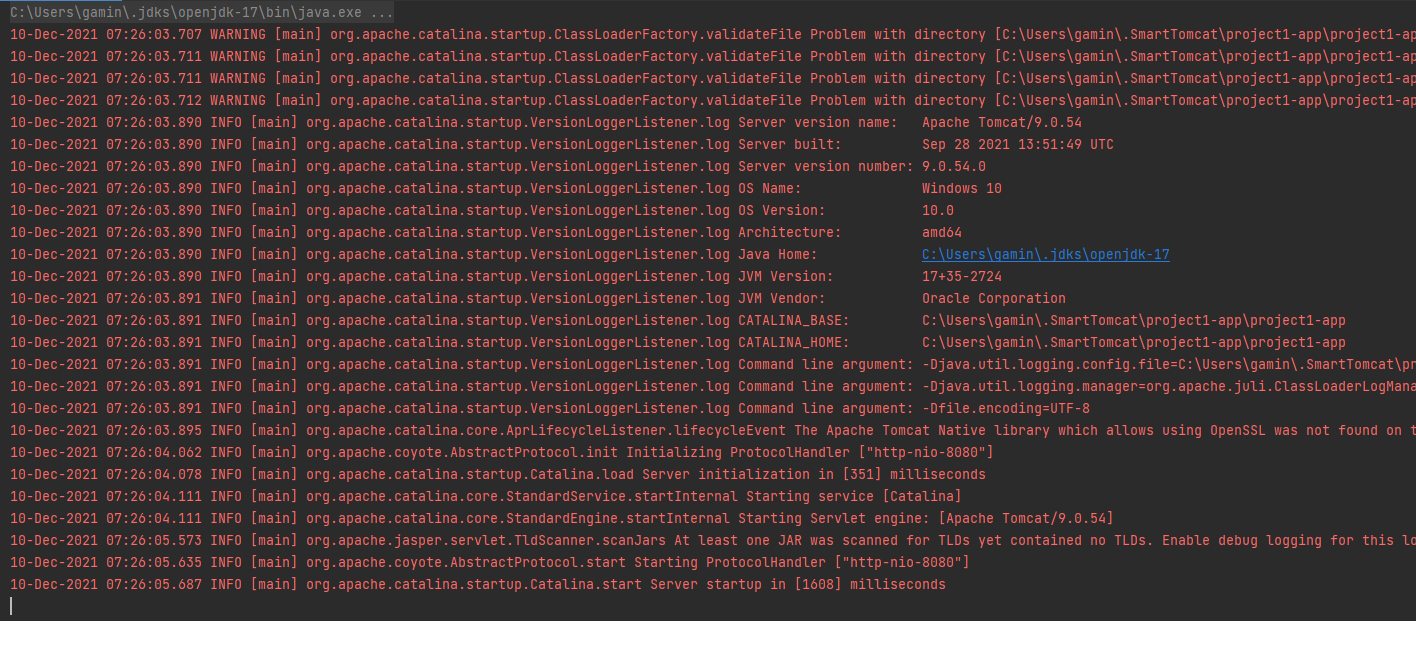 C:\Users\gamin\.jdks\openjdk-17\bin\java.exe ...
10-Dec-2021 07:26:03.707 WARNING [main] org.apache.catalina.startup.ClassLoaderFactory.validateFile Problem with directory [C:\Users\gamin\.SmartTomcat\project1-app\project1-ap
10-Dec-2021 07:26:03.711 WARNING [main] org.apache.catalina.startup.ClassLoaderFactory.validateFile Problem with directory [C:\Users\gamin\.SmartTomcat\project1-app\project1-ap
10-Dec-2021 07:26:03.711 WARNING [main] org.apache.catalina.startup.ClassLoaderFactory.validateFile Problem with directory [C:\Users\gamin\.SmartTomcat\project1-app\project1-ap
10-Dec-2021 07:26:03.712 WARNING [main] org.apache.catalina.startup.ClassLoaderFactory.validateFile Problem with directory [C:\Users\gamin\.SmartTomcat\project1-app\project1-ap
10-Dec-2021 07:26:03.890 INFO [main] org.apache.catalina.startup.VersionLoggerListener.log Server version name:   Apache Tomcat/9.0.54
10-Dec-2021 07:26:03.890 INFO [main] org.apache.catalina.startup.VersionLoggerListener.log Server built:          Sep 28 2021 13:51:49 UTC
10-Dec-2021 07:26:03.890 INFO [main] org.apache.catalina.startup.VersionLoggerListener.log Server version number: 9.0.54.0
10-Dec-2021 07:26:03.890 INFO [main] org.apache.catalina.startup.VersionLoggerListener.log OS Name:               Windows 10
10-Dec-2021 07:26:03.890 INFO [main] org.apache.catalina.startup.VersionLoggerListener.log OS Version:            10.0
10-Dec-2021 07:26:03.890 INFO [main] org.apache.catalina.startup.VersionLoggerListener.log Architecture:          amd64
10-Dec-2021 07:26:03.890 INFO [main] org.apache.catalina.startup.VersionLoggerListener.log Java Home:             C:\Users\gamin\.jdks\openjdk-17
10-Dec-2021 07:26:03.890 INFO [main] org.apache.catalina.startup.VersionLoggerListener.log JVM Version:           17+35-2724
10-Dec-2021 07:26:03.891 INFO [main] org.apache.catalina.startup.VersionLoggerListener.log JVM Vendor:            Oracle Corporation
10-Dec-2021 07:26:03.891 INFO [main] org.apache.catalina.startup.VersionLoggerListener.log CATALINA_BASE:         C:\Users\gamin\.SmartTomcat\project1-app\project1-app
10-Dec-2021 07:26:03.891 INFO [main] org.apache.catalina.startup.VersionLoggerListener.log CATALINA_HOME:         C:\Users\gamin\.SmartTomcat\project1-app\project1-app
10-Dec-2021 07:26:03.891 INFO [main] org.apache.catalina.startup.VersionLoggerListener.log Command line argument: -Djava.util.logging.config.file=C:\Users\gamin\.SmartTomcat\pr
10-Dec-2021 07:26:03.891 INFO [main] org.apache.catalina.startup.VersionLoggerListener.log Command line argument: -Djava.util.logging.manager=org.apache.juli.ClassLoaderLogMana
10-Dec-2021 07:26:03.891 INFO [main] org.apache.catalina.startup.VersionLoggerListener.log Command line argument: -Dfile.encoding=UTF-8
10-Dec-2021 07:26:03.895 INFO [main] org.apache.catalina.core.AprLifecycleListener.lifecycleEvent The Apache Tomcat Native library which allows using OpenSSL was not found on t
10-Dec-2021 07:26:04.062 INFO [main] org.apache.coyote.AbstractProtocol.init Initializing ProtocolHandler ["http-nio-8080"]
10-Dec-2021 07:26:04.078 INFO [main] org.apache.catalina.startup.Catalina.load Server initialization in [351] milliseconds
10-Dec-2021 07:26:04.111 INFO [main] org.apache.catalina.core.StandardService.startInternal Starting service [Catalina]
10-Dec-2021 07:26:04.111 INFO [main] org.apache.catalina.core.StandardEngine.startInternal Starting Servlet engine: [Apache Tomcat/9.0.54]
10-Dec-2021 07:26:05.573 INFO [main] org.apache.jasper.servlet.TldScanner.scanJars At least one JAR was scanned for TLDs yet contained no TLDs. Enable debug logging for this lo
10-Dec-2021 07:26:05.635 INFO [main] org.apache.coyote.AbstractProtocol.start Starting ProtocolHandler ["http-nio-8080"]
10-Dec-2021 07:26:05.687 INFO [main] org.apache.catalina.startup.Catalina.start Server startup in [1608] milliseconds